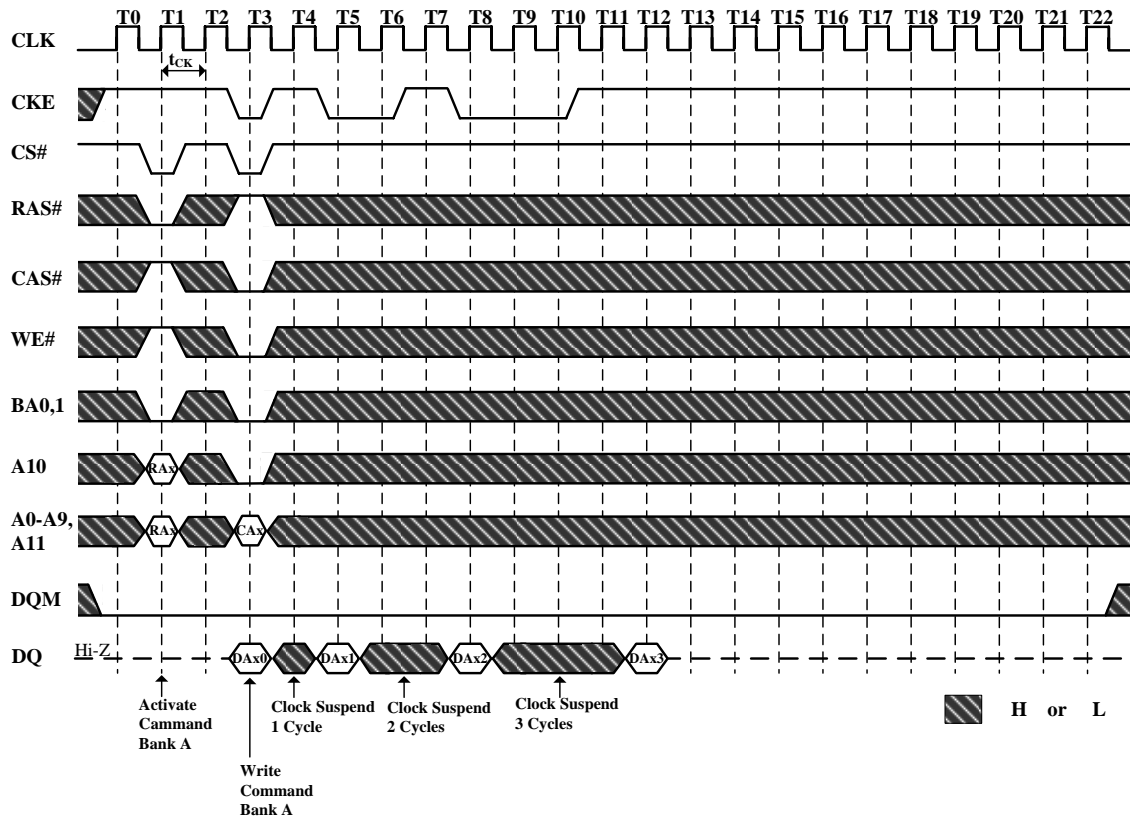 T0 T1 T2 T3 T4 T5 T6 T7 T8 T9 T10 T11 T12 T13 T14 T15 T16 T17 T18 T19 T20 T21 T22
CLK
tCK
CKE
CS#
RAS#
CAS#
WE#
BA0,1
A10
RAx
A0-A9,
A11
RAx CAx
DQM
DQ
Hi-Z
DAx0 DAx1 DAx2 DAx3
Activate
Cammand
Bank A
Write
Command
Bank A
Clock Suspend
1 Cycle
Clock Suspend
2 Cycles
Clock Suspend
3 Cycles
H or L